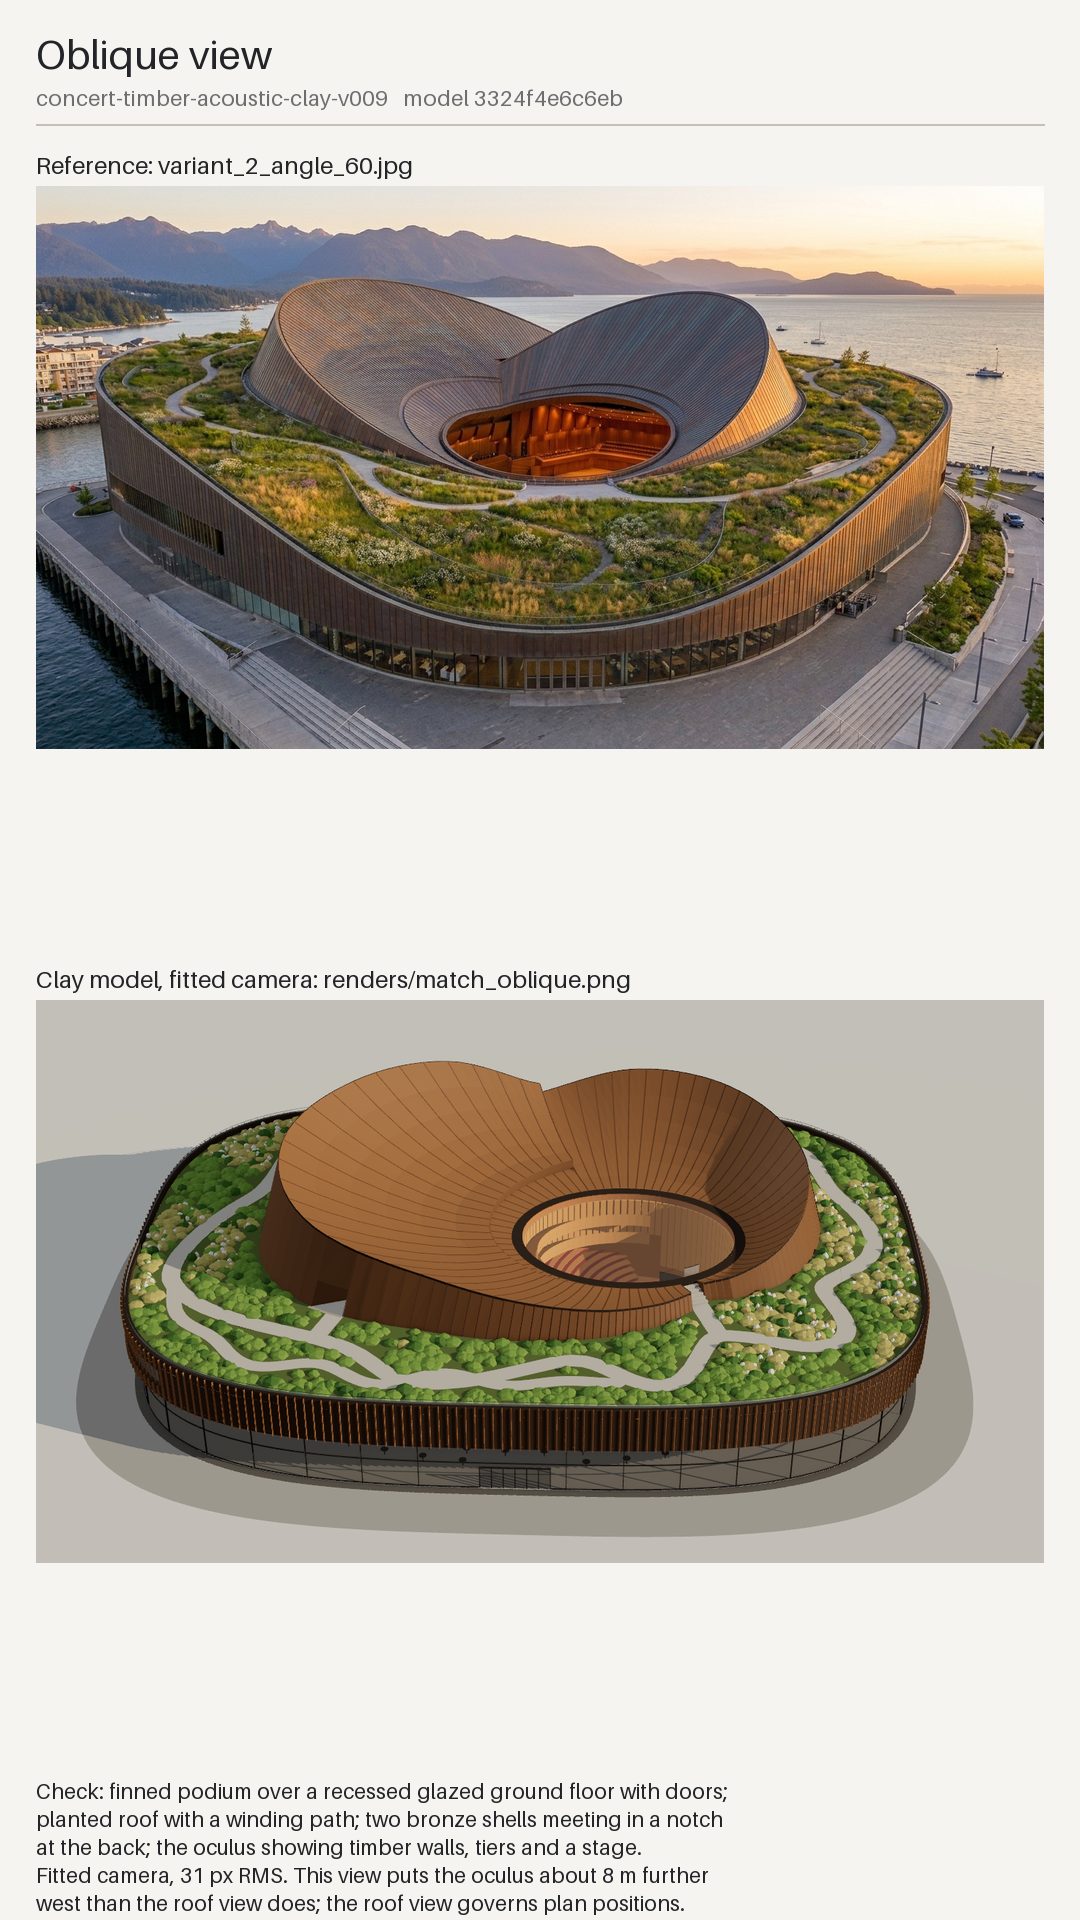 Oblique view
concert-timber-acoustic-clay-v009 model 3324f4e6c6eb
Reference: variant_2_angle_60.jpg
Clay model, fitted camera: renders/match_oblique.png
Check: finned podium over a recessed glazed ground floor with doors;
planted roof with a winding path; two bronze shells meeting in a notch
at the back; the oculus showing timber walls, tiers and a stage.
Fitted camera, 31 px RMS. This view puts the oculus about 8 m further
west than the roof view does; the roof view governs plan positions.